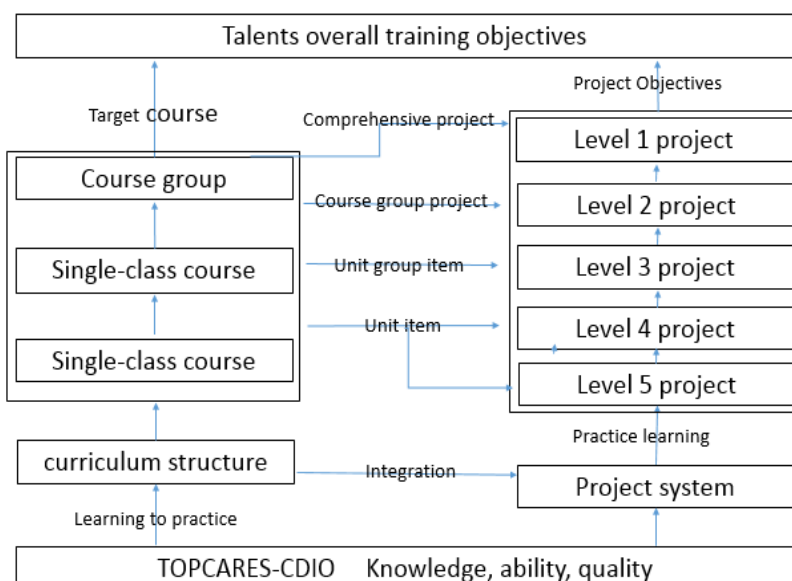 Talents overall training objectives
Project Objectives
Target course
Comprehensive project
Level 1 project
Course group
Course group project
Level 2 project
Single-class course
Unit group item
Level 3 project
Unit item
Level 4 project
Single-class course
Level 5 project
Practice learning
curriculum structure
Integration
Project system
Learning to practice
TOPCARES-CDIO Knowledge, ability, quality